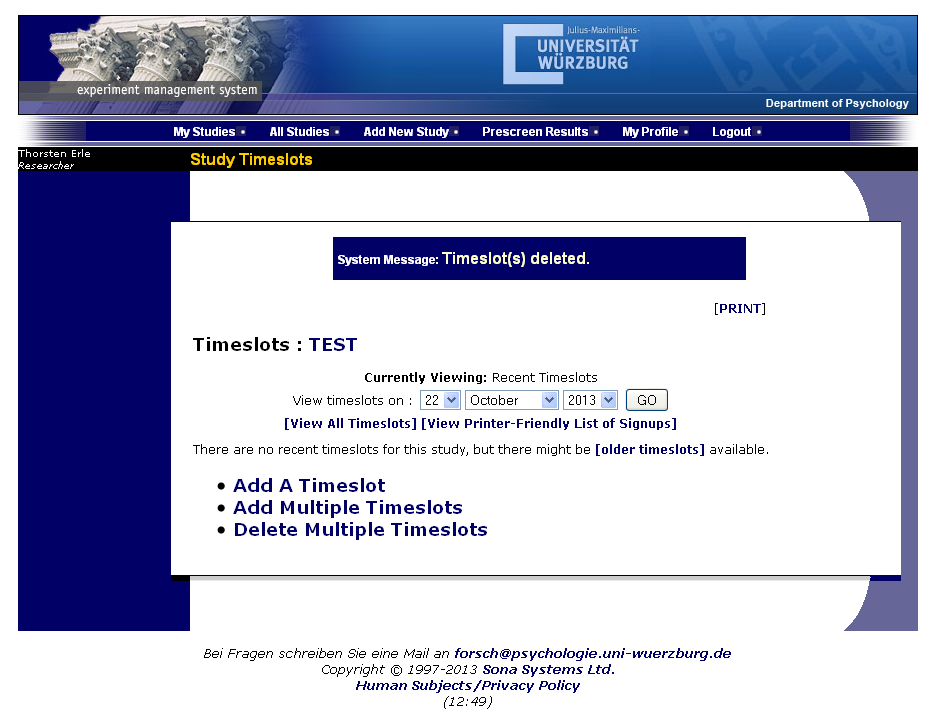 Julius-Maximilians-
UNIVERSITÄT
WÜRZBURG
experiment management system
Department of Psychology
My Studies All Studies Add New Study Prescreen Results My Profile Logout
Thorsten Erle
Researcher
Study Timeslots
System Message: Timeslot(s) deleted.
[PRINT]
Timeslots : TEST
Currently Viewing: Recent Timeslots
View timeslots on : 22 October 2013 GO
[View All Timeslots] [View Printer-Friendly List of Signups]
There are no recent timeslots for this study, but there might be [older timeslots] available.
• Add A Timeslot
• Add Multiple Timeslots
• Delete Multiple Timeslots
Bei Fragen schreiben Sie eine Mail an forsch@psychologie.uni-wuerzburg.de
Copyright © 1997-2013 Sona Systems Ltd.
Human Subjects/Privacy Policy
(12:49)